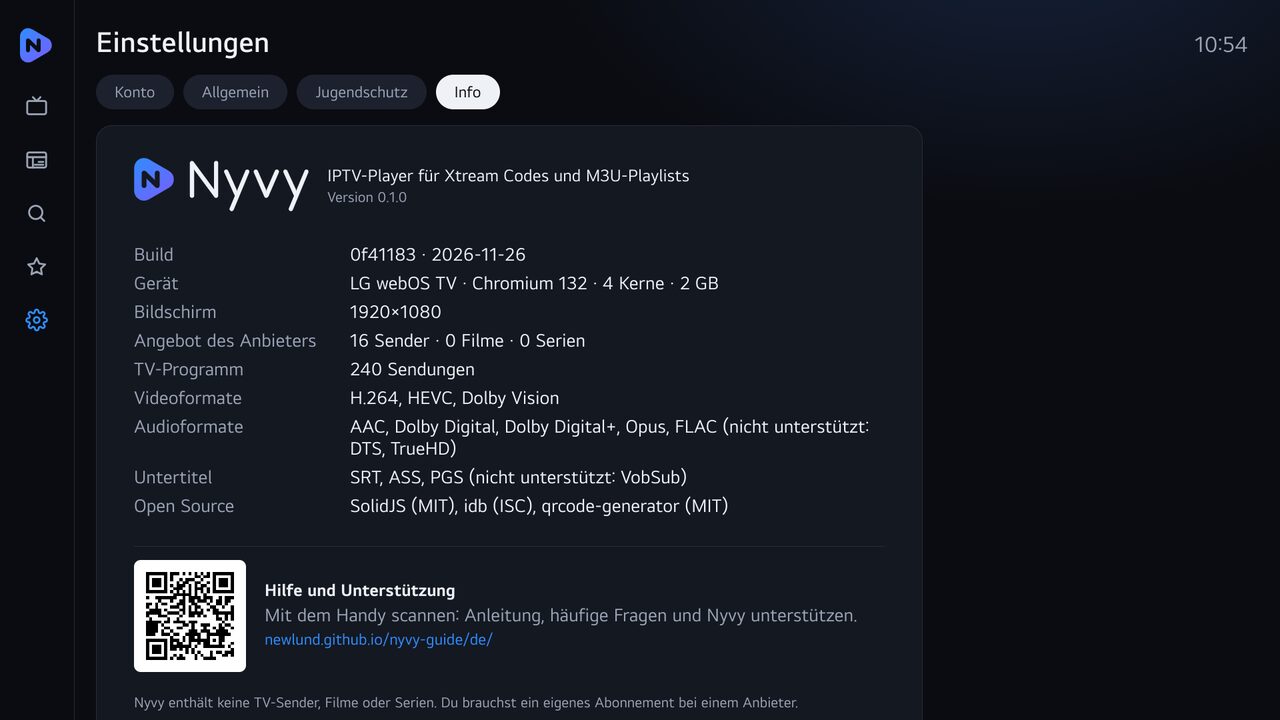 Einstellungen
10:54
Konto
Allgemein
Jugendschutz
Info
Nyvy
IPTV-Player für Xtream Codes und M3U-Playlists
Version 0.1.0
Build 0f41183 · 2026-11-26
Gerät LG webOS TV · Chromium 132 · 4 Kerne · 2 GB
Bildschirm 1920×1080
Angebot des Anbieters 16 Sender · 0 Filme · 0 Serien
TV-Programm 240 Sendungen
Videoformate H.264, HEVC, Dolby Vision
Audioformate AAC, Dolby Digital, Dolby Digital+, Opus, FLAC (nicht unterstützt:
DTS, TrueHD)
Untertitel SRT, ASS, PGS (nicht unterstützt: VobSub)
Open Source SolidJS (MIT), idb (ISC), qrcode-generator (MIT)
Hilfe und Unterstützung
Mit dem Handy scannen: Anleitung, häufige Fragen und Nyvy unterstützen.
newlund.github.io/nyvy-guide/de/
Nyvy enthält keine TV-Sender, Filme oder Serien. Du brauchst ein eigenes Abonnement bei einem Anbieter.